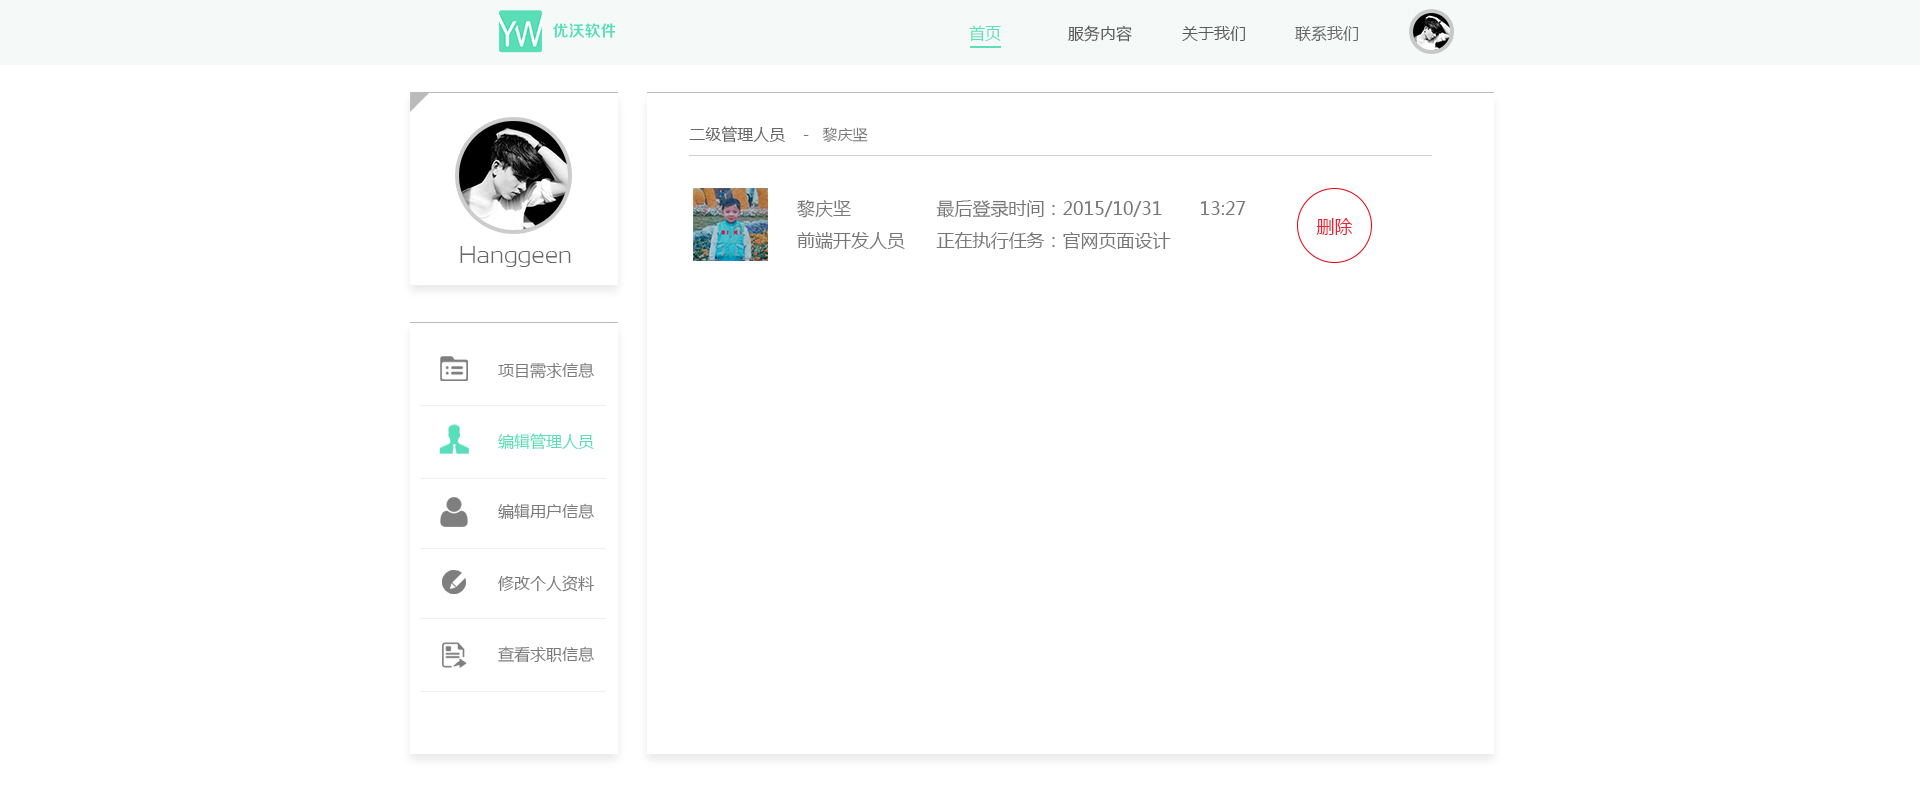 YW 优沃软件 首页 服务内容 关于我们 联系我们
Hanggeen
项目需求信息
编辑管理人员
编辑用户信息
修改个人资料
查看求职信息
二级管理人员 - 黎庆坚
黎庆坚 最后登录时间：2015/10/31 13:27
前端开发人员 正在执行任务：官网页面设计
删除